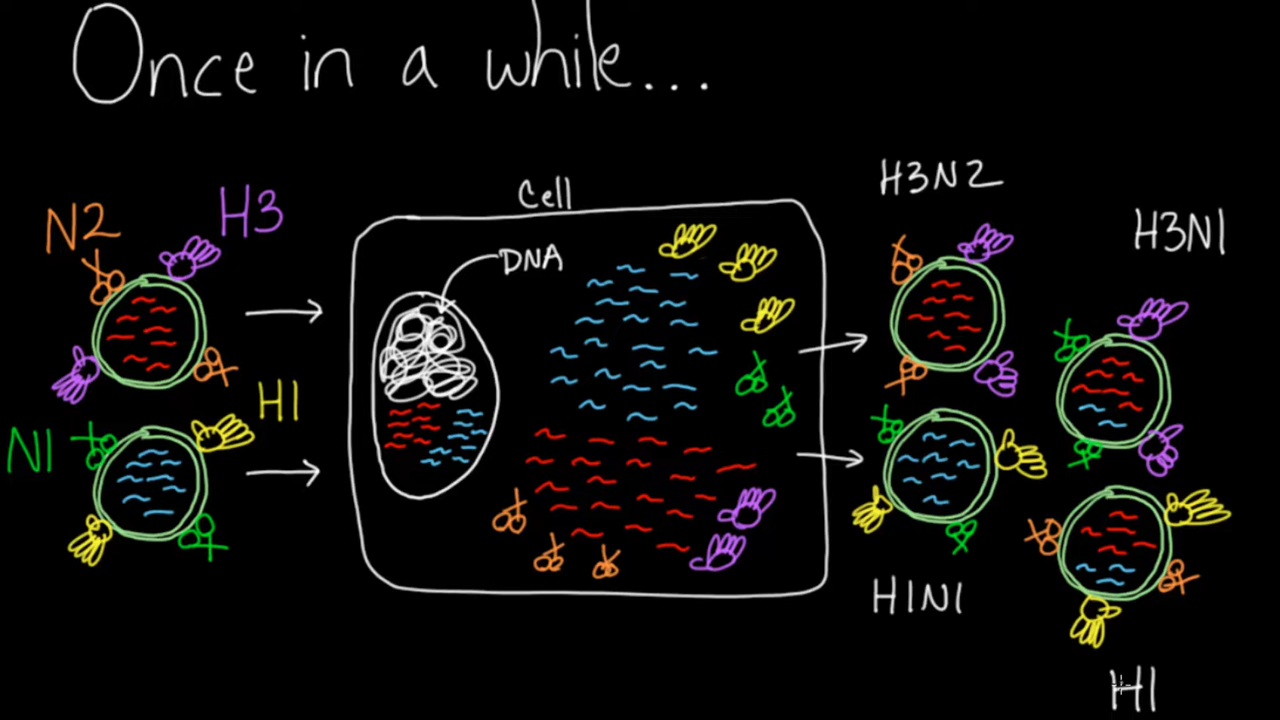 Once in a while...
Cell
H3N2
N2
H3
H3N1
DNA
H1
N1
H1N1
H1